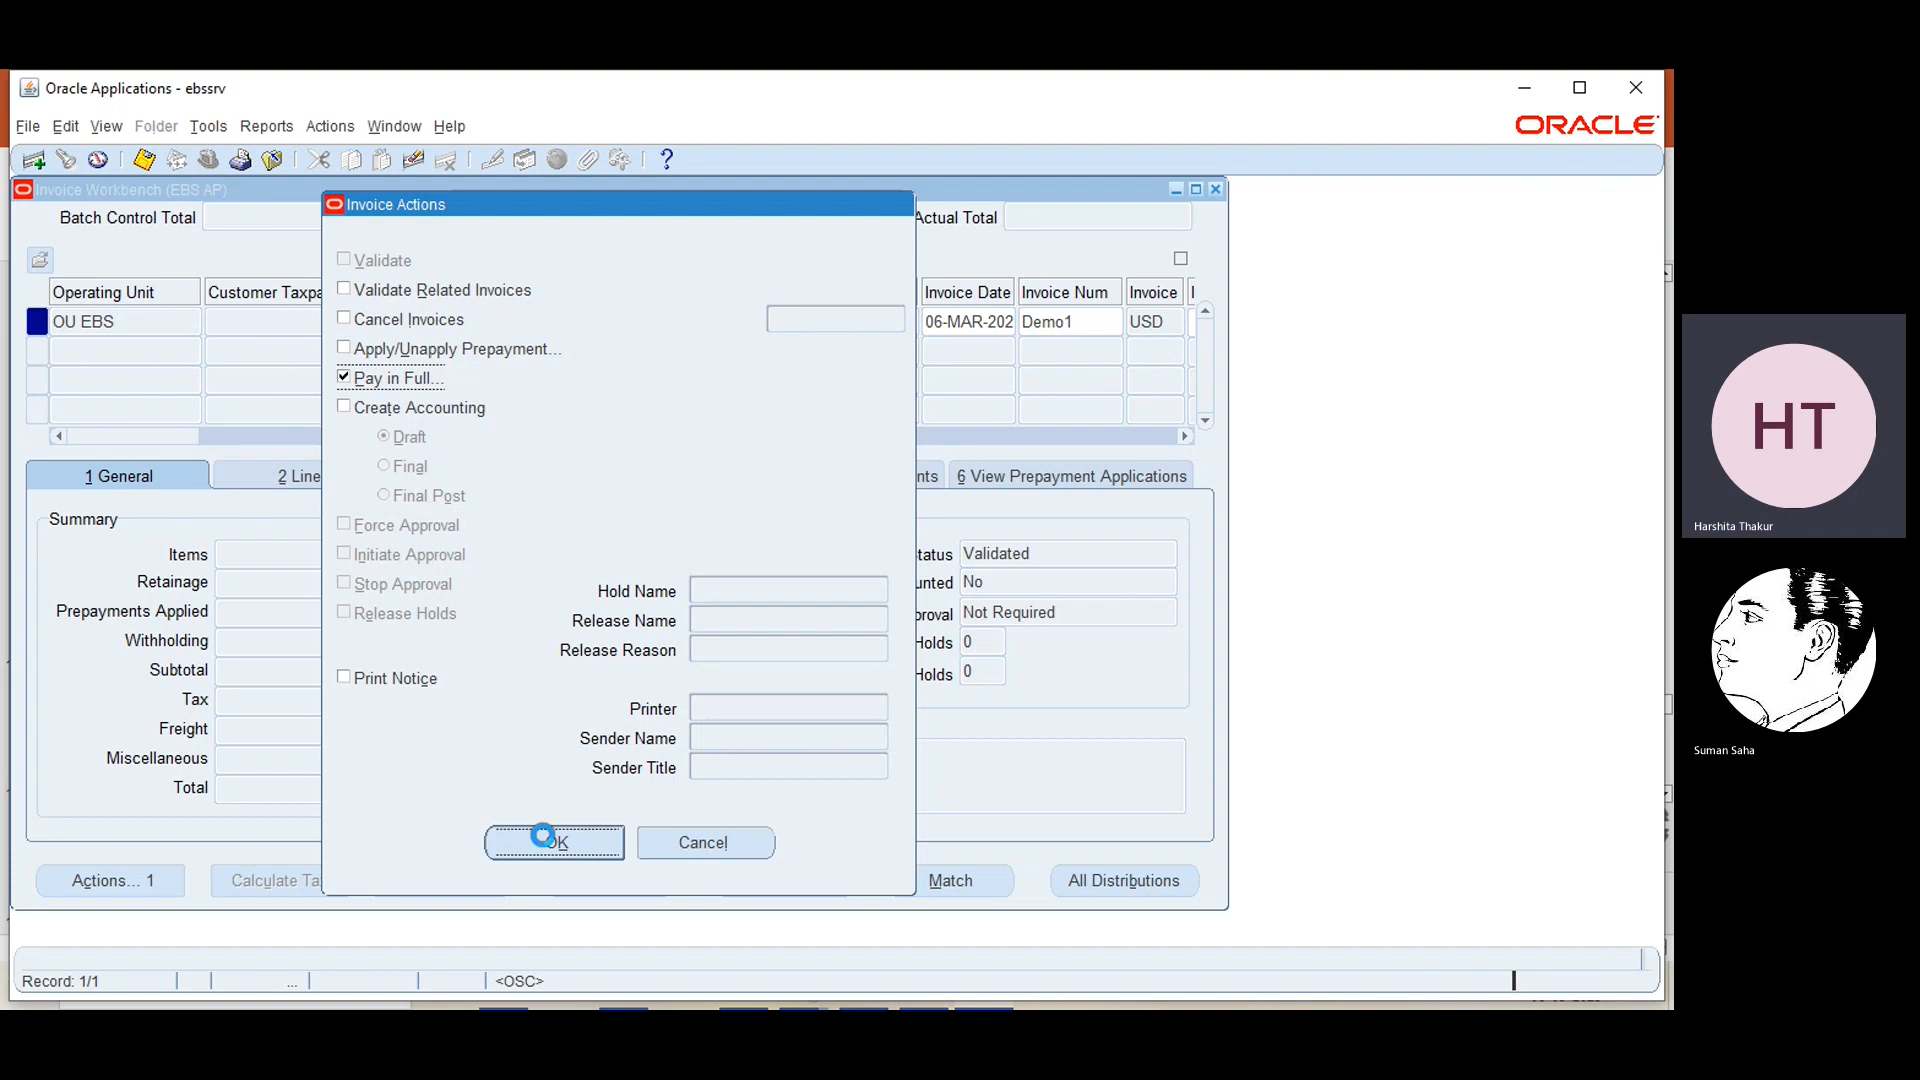 Oracle Applications - ebssrv
File Edit View Folder Tools Reports Actions Window Help
ORACLE
Invoice Workbench (EBS AP)
Invoice Actions
Batch Control Total
Actual Total
Validate
Validate Related Invoices
Operating Unit
Customer Taxpa
Invoice Date
Invoice Num
Invoice
Cancel Invoices
OU EBS
06-MAR-202
Demo1
USD
Apply/Unapply Prepayment...
Pay in Full...
Create Accounting
Draft
Final
Final Post
1 General
2 Line
nts
6 View Prepayment Applications
Summary
Force Approval
Items
Initiate Approval
tatus
Validated
Retainage
Stop Approval
Hold Name
unted
No
Prepayments Applied
Release Holds
Release Name
proval
Not Required
Withholding
Release Reason
Holds
0
Subtotal
Print Notice
Holds
0
Tax
Printer
Freight
Sender Name
Miscellaneous
Sender Title
Total
OK
Cancel
Actions... 1
Calculate Ta
Match
All Distributions
Record: 1/1
...
<OSC>
HT
Harshita Thakur
Suman Saha